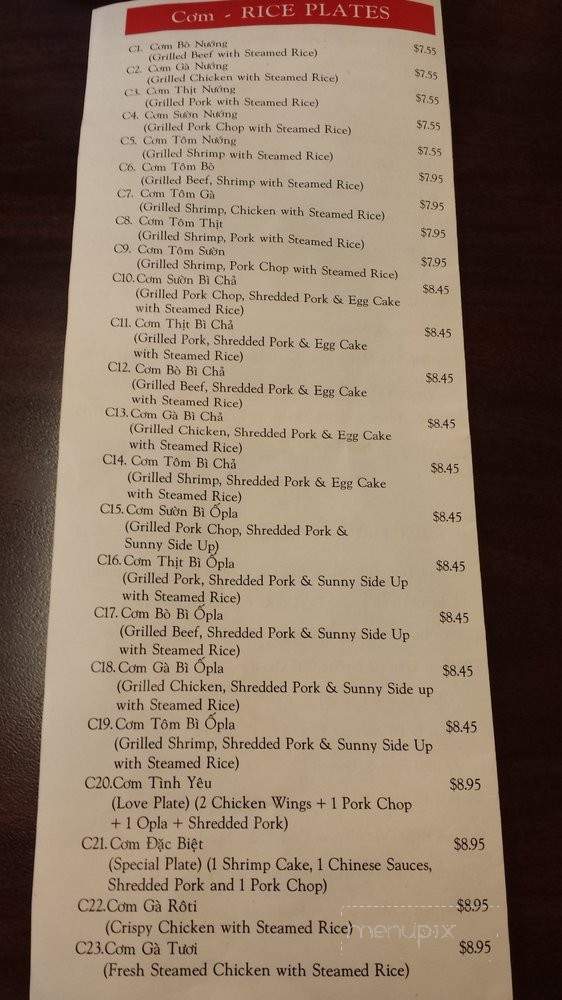 Cơm - RICE PLATES
C1. Cơm Bò Nướng $7.55
(Grilled Beef with Steamed Rice)
C2. Cơm Gà Nướng $7.55
(Grilled Chicken with Steamed Rice)
C3. Cơm Thịt Nướng $7.55
(Grilled Pork with Steamed Rice)
C4. Cơm Sườn Nướng $7.55
(Grilled Pork Chop with Steamed Rice)
C5. Cơm Tôm Nướng $7.55
(Grilled Shrimp with Steamed Rice)
C6. Cơm Tôm Bò $7.95
(Grilled Beef, Shrimp with Steamed Rice)
C7. Cơm Tôm Gà $7.95
(Grilled Shrimp, Chicken with Steamed Rice)
C8. Cơm Tôm Thịt $7.95
(Grilled Shrimp, Pork with Steamed Rice)
C9. Cơm Tôm Sườn $7.95
(Grilled Shrimp, Pork Chop with Steamed Rice)
C10. Cơm Sườn Bì Chả $8.45
(Grilled Pork Chop, Shredded Pork & Egg Cake
with Steamed Rice)
C11. Cơm Thịt Bì Chả $8.45
(Grilled Pork, Shredded Pork & Egg Cake
with Steamed Rice)
C12. Cơm Bò Bì Chả $8.45
(Grilled Beef, Shredded Pork & Egg Cake
with Steamed Rice)
C13. Cơm Gà Bì Chả $8.45
(Grilled Chicken, Shredded Pork & Egg Cake
with Steamed Rice)
C14. Cơm Tôm Bì Chả $8.45
(Grilled Shrimp, Shredded Pork & Egg Cake
with Steamed Rice)
C15. Cơm Sườn Bì Ốpla $8.45
(Grilled Pork Chop, Shredded Pork &
Sunny Side Up)
C16. Cơm Thịt Bì Ốpla $8.45
(Grilled Pork, Shredded Pork & Sunny Side Up
with Steamed Rice)
C17. Cơm Bò Bì Ốpla $8.45
(Grilled Beef, Shredded Pork & Sunny Side Up
with Steamed Rice)
C18. Cơm Gà Bì Ốpla $8.45
(Grilled Chicken, Shredded Pork & Sunny Side up
with Steamed Rice)
C19. Cơm Tôm Bì Ốpla $8.45
(Grilled Shrimp, Shredded Pork & Sunny Side Up
with Steamed Rice)
C20. Cơm Tình Yêu $8.95
(Love Plate) (2 Chicken Wings + 1 Pork Chop
+ 1 Opla + Shredded Pork)
C21. Cơm Đặc Biệt $8.95
(Special Plate) (1 Shrimp Cake, 1 Chinese Sauces,
Shredded Pork and 1 Pork Chop)
C22. Cơm Gà Rôti $8.95
(Crispy Chicken with Steamed Rice)
menupix
C23. Cơm Gà Tươi $8.95
(Fresh Steamed Chicken with Steamed Rice)